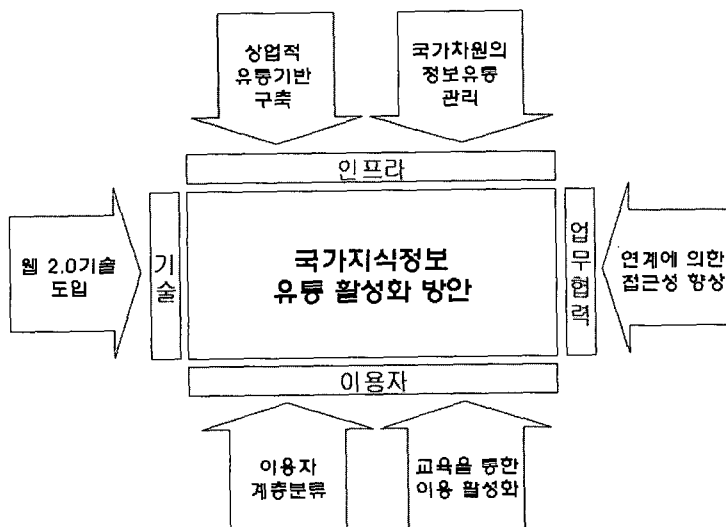 상업적
유통기반
구축
국가차원의
정보유통
관리
인프라
웹 2.0기술
도입
기술
국가지식정보
유통 활성화 방안
업무협력
연계에 의한
접근성 향상
이용자
이용자
계층분류
교육을 통한
이용 활성화